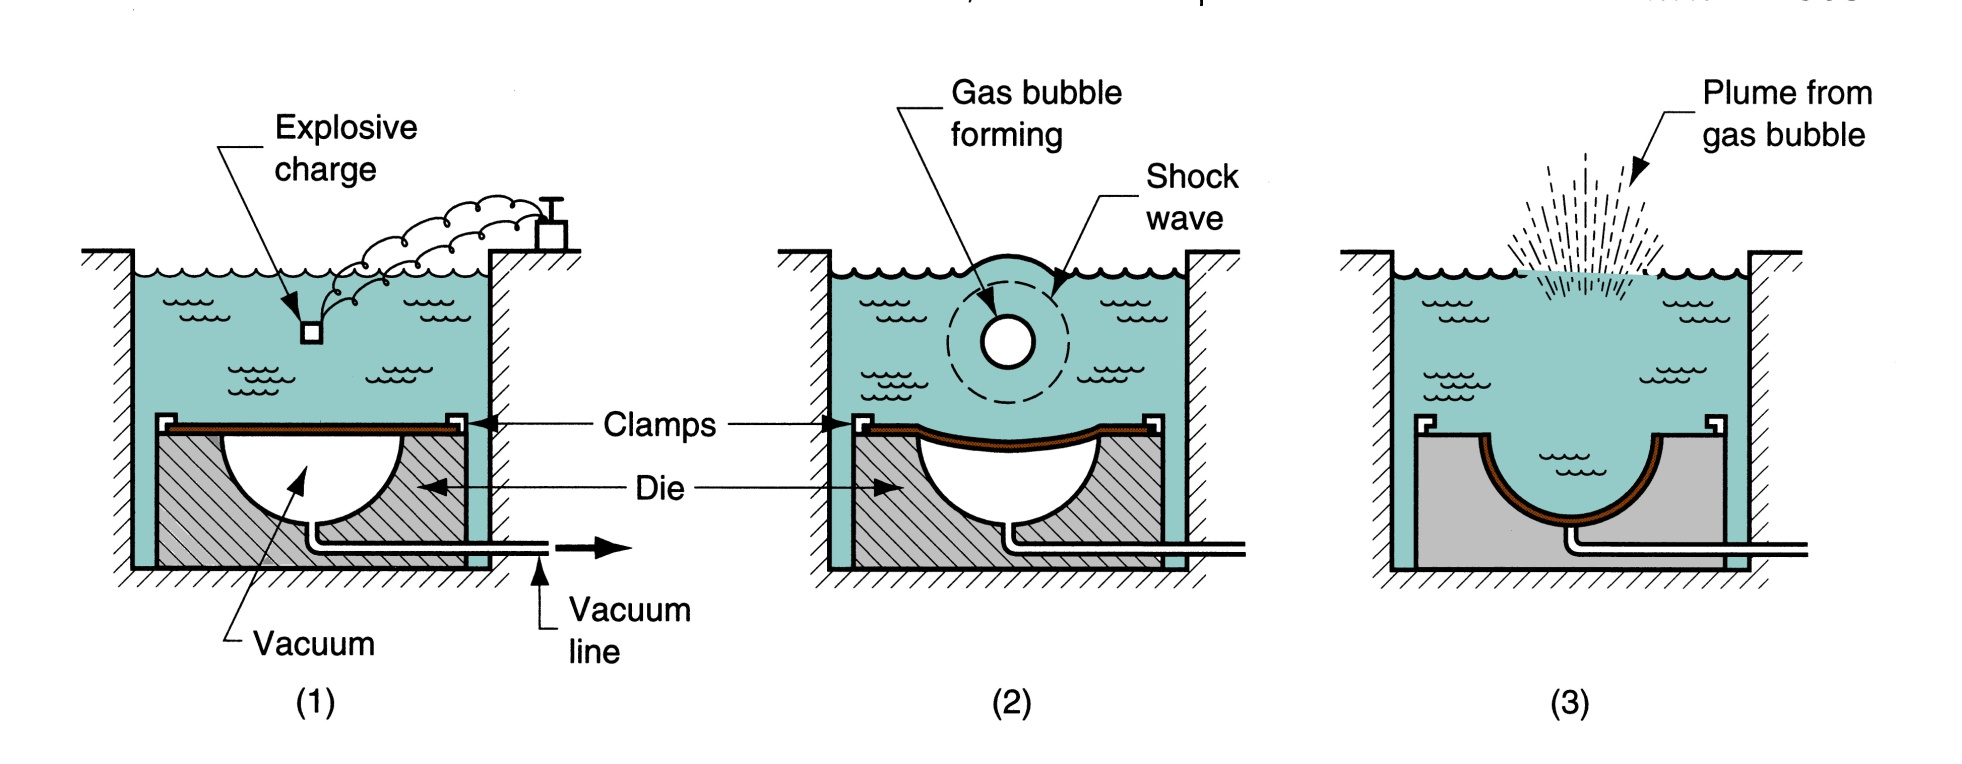 Explosive
charge
Gas bubble
forming
Shock
wave
Plume from
gas bubble
Clamps
Die
Vacuum
Vacuum
line
(1)
(2)
(3)